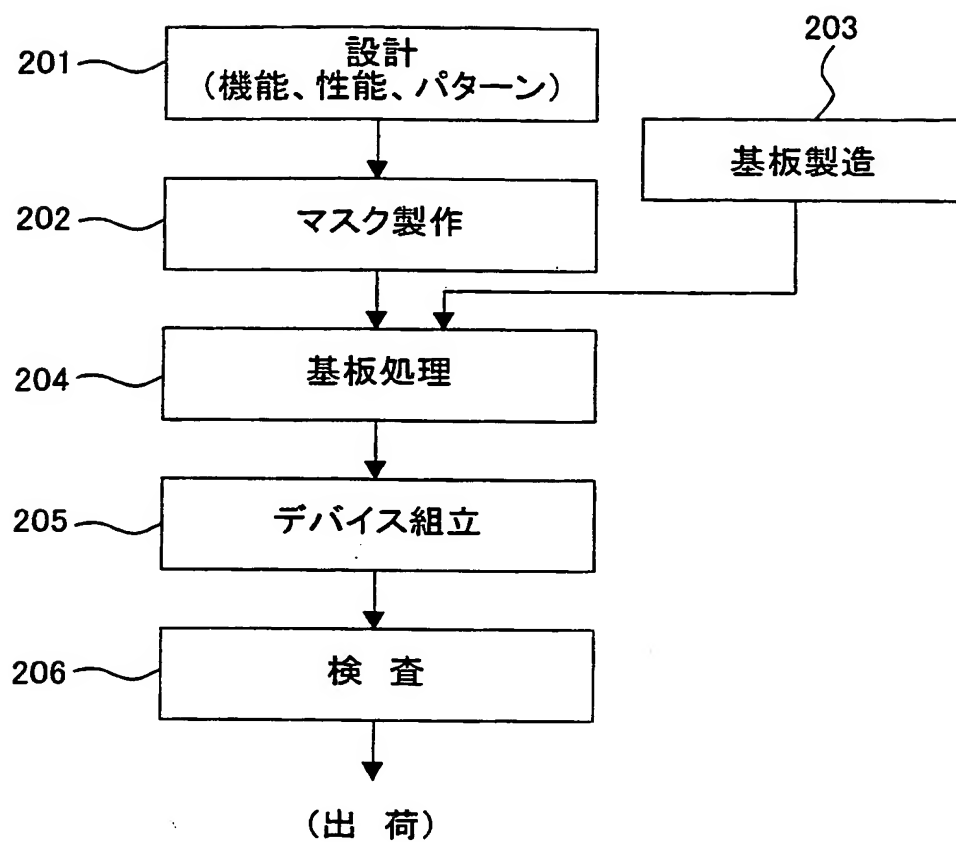 201
設計
(機能、性能、パターン)
203
基板製造
202
マスク製作
204
基板処理
205
デバイス組立
206
検 査
(出 荷)